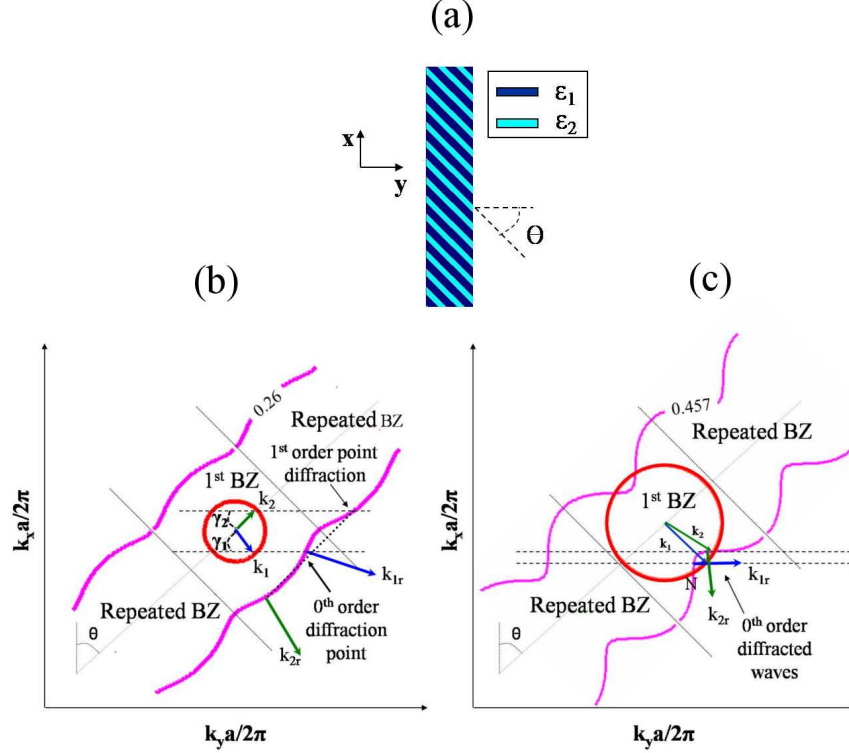 (a)
ε1
ε2
x
y
Θ
(b)
(c)
0.26
Repeated BZ
1st order point
diffraction
1st BZ
k2
γ2
γ1
k1
k1r
Repeated BZ
0th order
diffraction
point
k2r
θ
kxa/2π
kya/2π
0.457
Repeated BZ
1st BZ
k2
k1
N
k1r
Repeated BZ
k2r
0th order
diffracted
waves
θ
kxa/2π
kya/2π